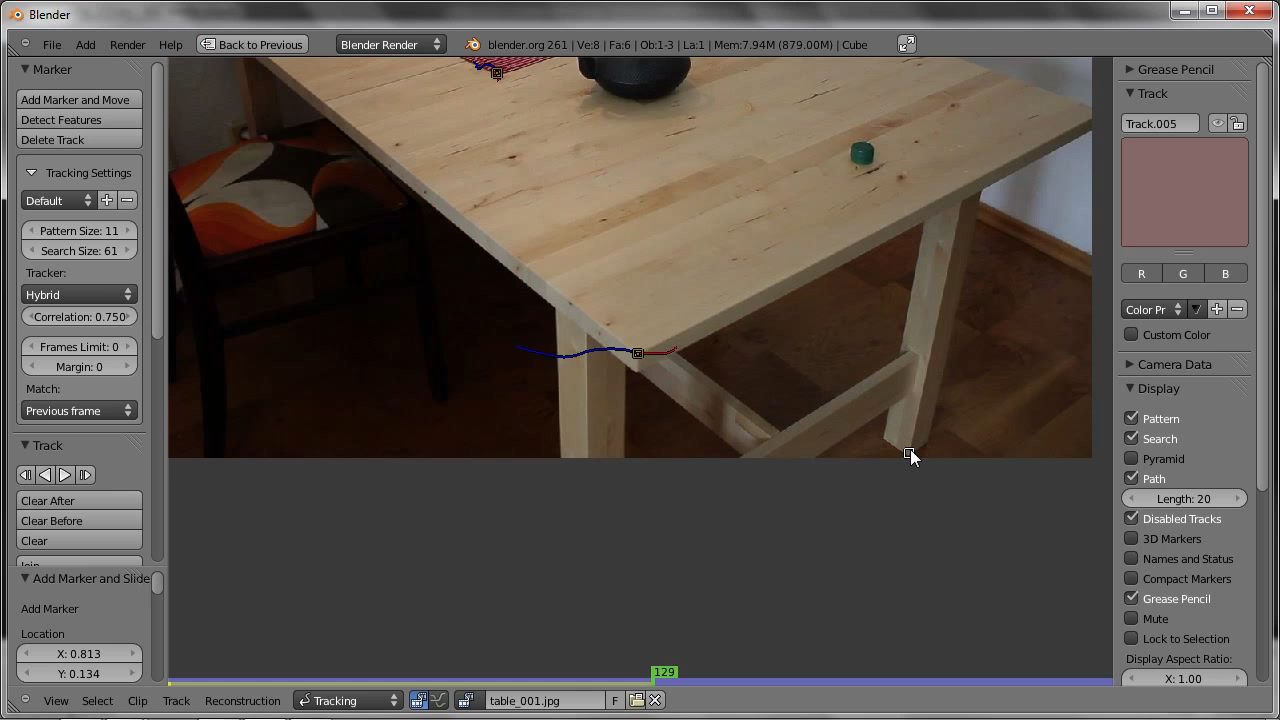 Blender
File Add Render Help Back to Previous Blender Render blender.org 261 | Ve:8 | Fa:6 | Ob:1-3 | La:1 | Mem:7.94M (879.00M) | Cube
Marker
Add Marker and Move
Detect Features
Delete Track
Tracking Settings
Default
Pattern Size: 11
Search Size: 61
Tracker:
Hybrid
Correlation: 0.750
Frames Limit: 0
Margin: 0
Match:
Previous frame
Track
Clear After
Clear Before
Clear
Join
Add Marker and Slide
Add Marker
Location
X: 0.813
Y: 0.134
129
Grease Pencil
Track
Track.005
R G B
Color Pr
Custom Color
Camera Data
Display
Pattern
Search
Pyramid
Path
Length: 20
Disabled Tracks
3D Markers
Names and Status
Compact Markers
Grease Pencil
Mute
Lock to Selection
Display Aspect Ratio:
X: 1.00
View Select Clip Track Reconstruction Tracking table_001.jpg F